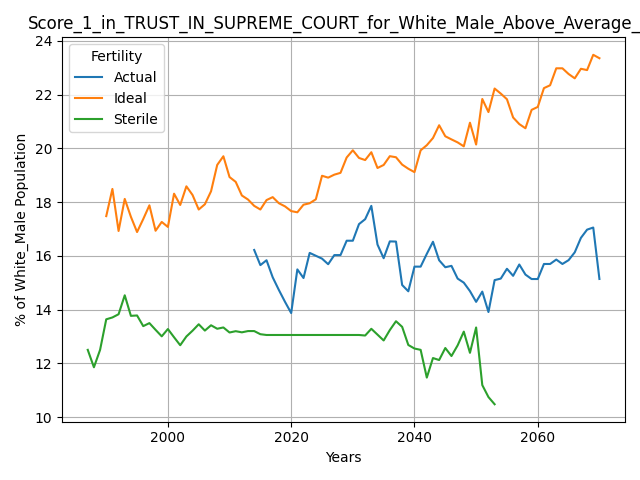 Score_1_in_TRUST_IN_SUPREME_COURT_for_White_Male_Above_Average_
Fertility
Actual
Ideal
Sterile
% of White_Male Population
24
22
20
18
16
14
12
10
2000
2020
2040
2060
Years